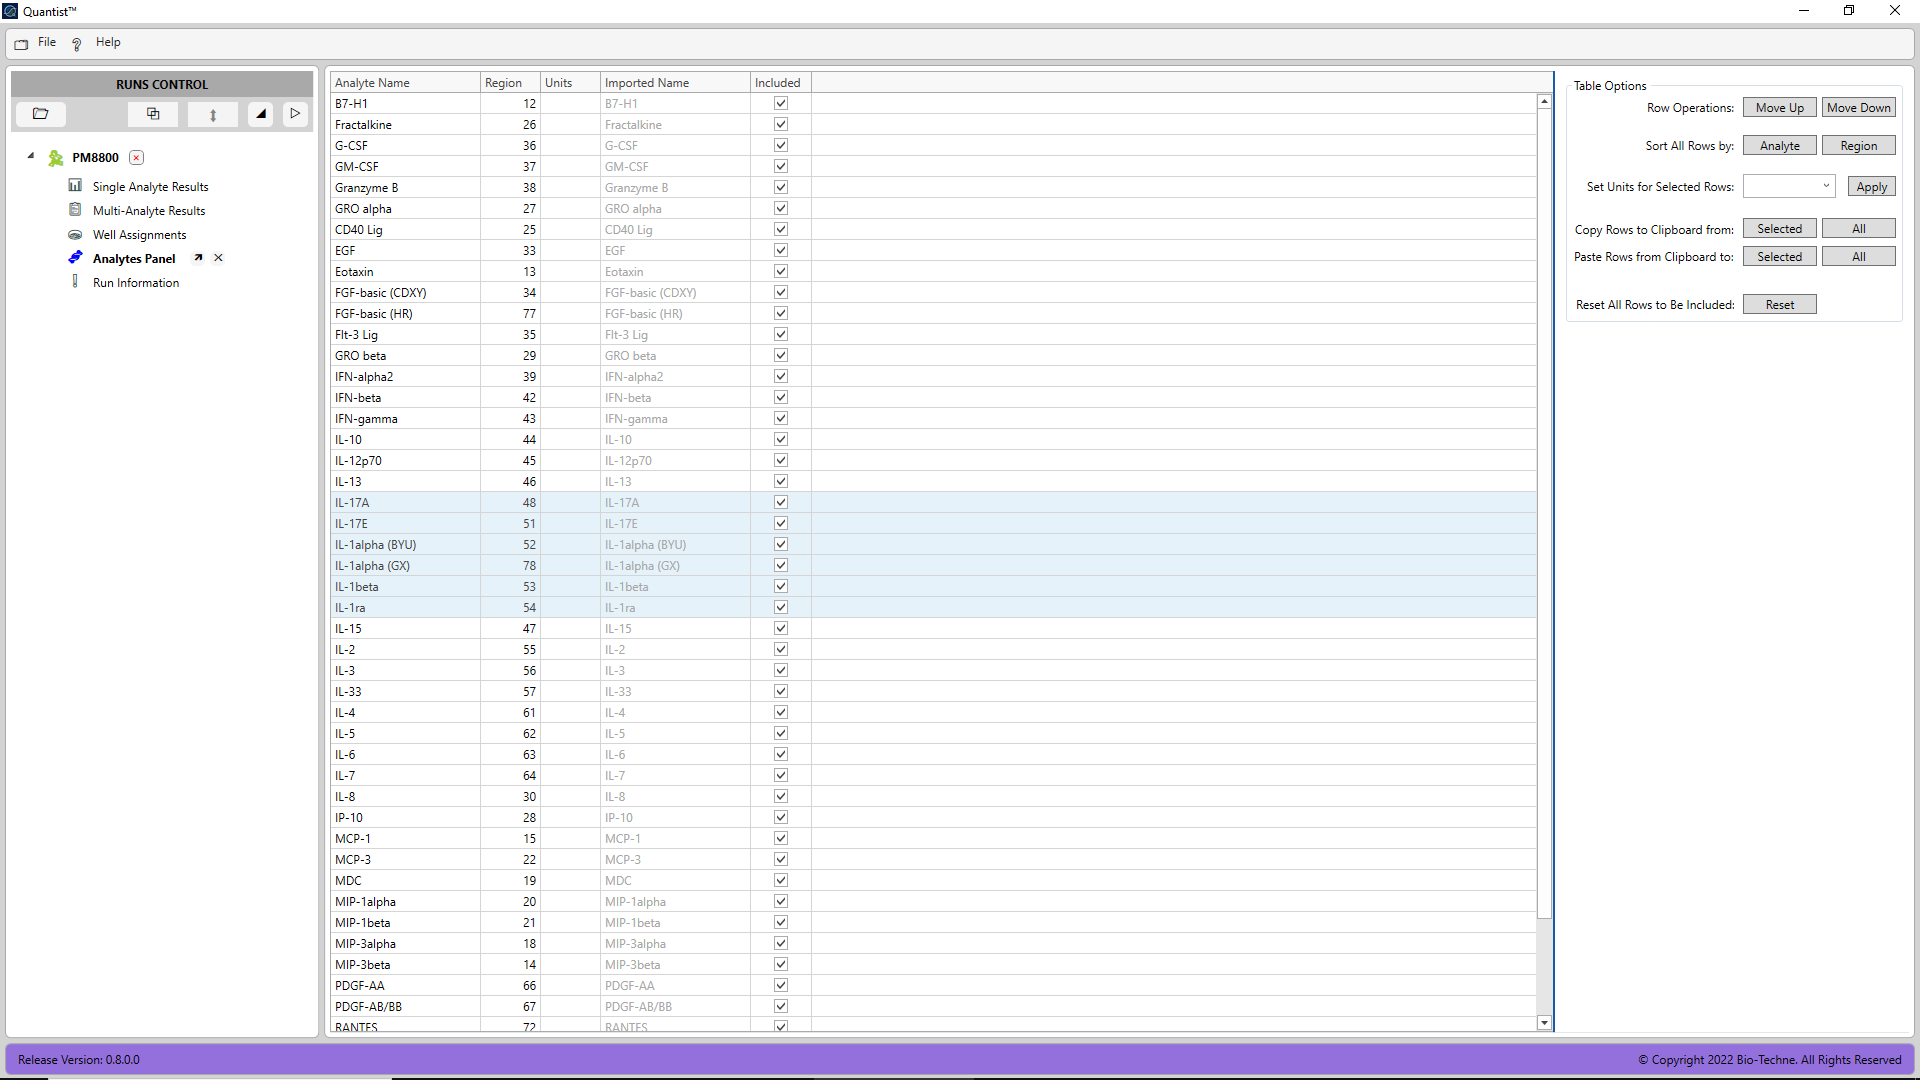 Quantist™
File Help
RUNS CONTROL
PM8800
Single Analyte Results
Multi-Analyte Results
Well Assignments
Analytes Panel
Run Information
Analyte Name Region Units Imported Name Included
B7-H1 12 B7-H1
Fractalkine 26 Fractalkine
G-CSF 36 G-CSF
GM-CSF 37 GM-CSF
Granzyme B 38 Granzyme B
GRO alpha 27 GRO alpha
CD40 Lig 25 CD40 Lig
EGF 33 EGF
Eotaxin 13 Eotaxin
FGF-basic (CDXY) 34 FGF-basic (CDXY)
FGF-basic (HR) 77 FGF-basic (HR)
Flt-3 Lig 35 Flt-3 Lig
GRO beta 29 GRO beta
IFN-alpha2 39 IFN-alpha2
IFN-beta 42 IFN-beta
IFN-gamma 43 IFN-gamma
IL-10 44 IL-10
IL-12p70 45 IL-12p70
IL-13 46 IL-13
IL-17A 48 IL-17A
IL-17E 51 IL-17E
IL-1alpha (BYU) 52 IL-1alpha (BYU)
IL-1alpha (GX) 78 IL-1alpha (GX)
IL-1beta 53 IL-1beta
IL-1ra 54 IL-1ra
IL-15 47 IL-15
IL-2 55 IL-2
IL-3 56 IL-3
IL-33 57 IL-33
IL-4 61 IL-4
IL-5 62 IL-5
IL-6 63 IL-6
IL-7 64 IL-7
IL-8 30 IL-8
IP-10 28 IP-10
MCP-1 15 MCP-1
MCP-3 22 MCP-3
MDC 19 MDC
MIP-1alpha 20 MIP-1alpha
MIP-1beta 21 MIP-1beta
MIP-3alpha 18 MIP-3alpha
MIP-3beta 14 MIP-3beta
PDGF-AA 66 PDGF-AA
PDGF-AB/BB 67 PDGF-AB/BB
RANTES 72 RANTES
Table Options
Row Operations: Move Up Move Down
Sort All Rows by: Analyte Region
Set Units for Selected Rows: Apply
Copy Rows to Clipboard from: Selected All
Paste Rows from Clipboard to: Selected All
Reset All Rows to Be Included: Reset
Release Version: 0.8.0.0
© Copyright 2022 Bio-Techne. All Rights Reserved